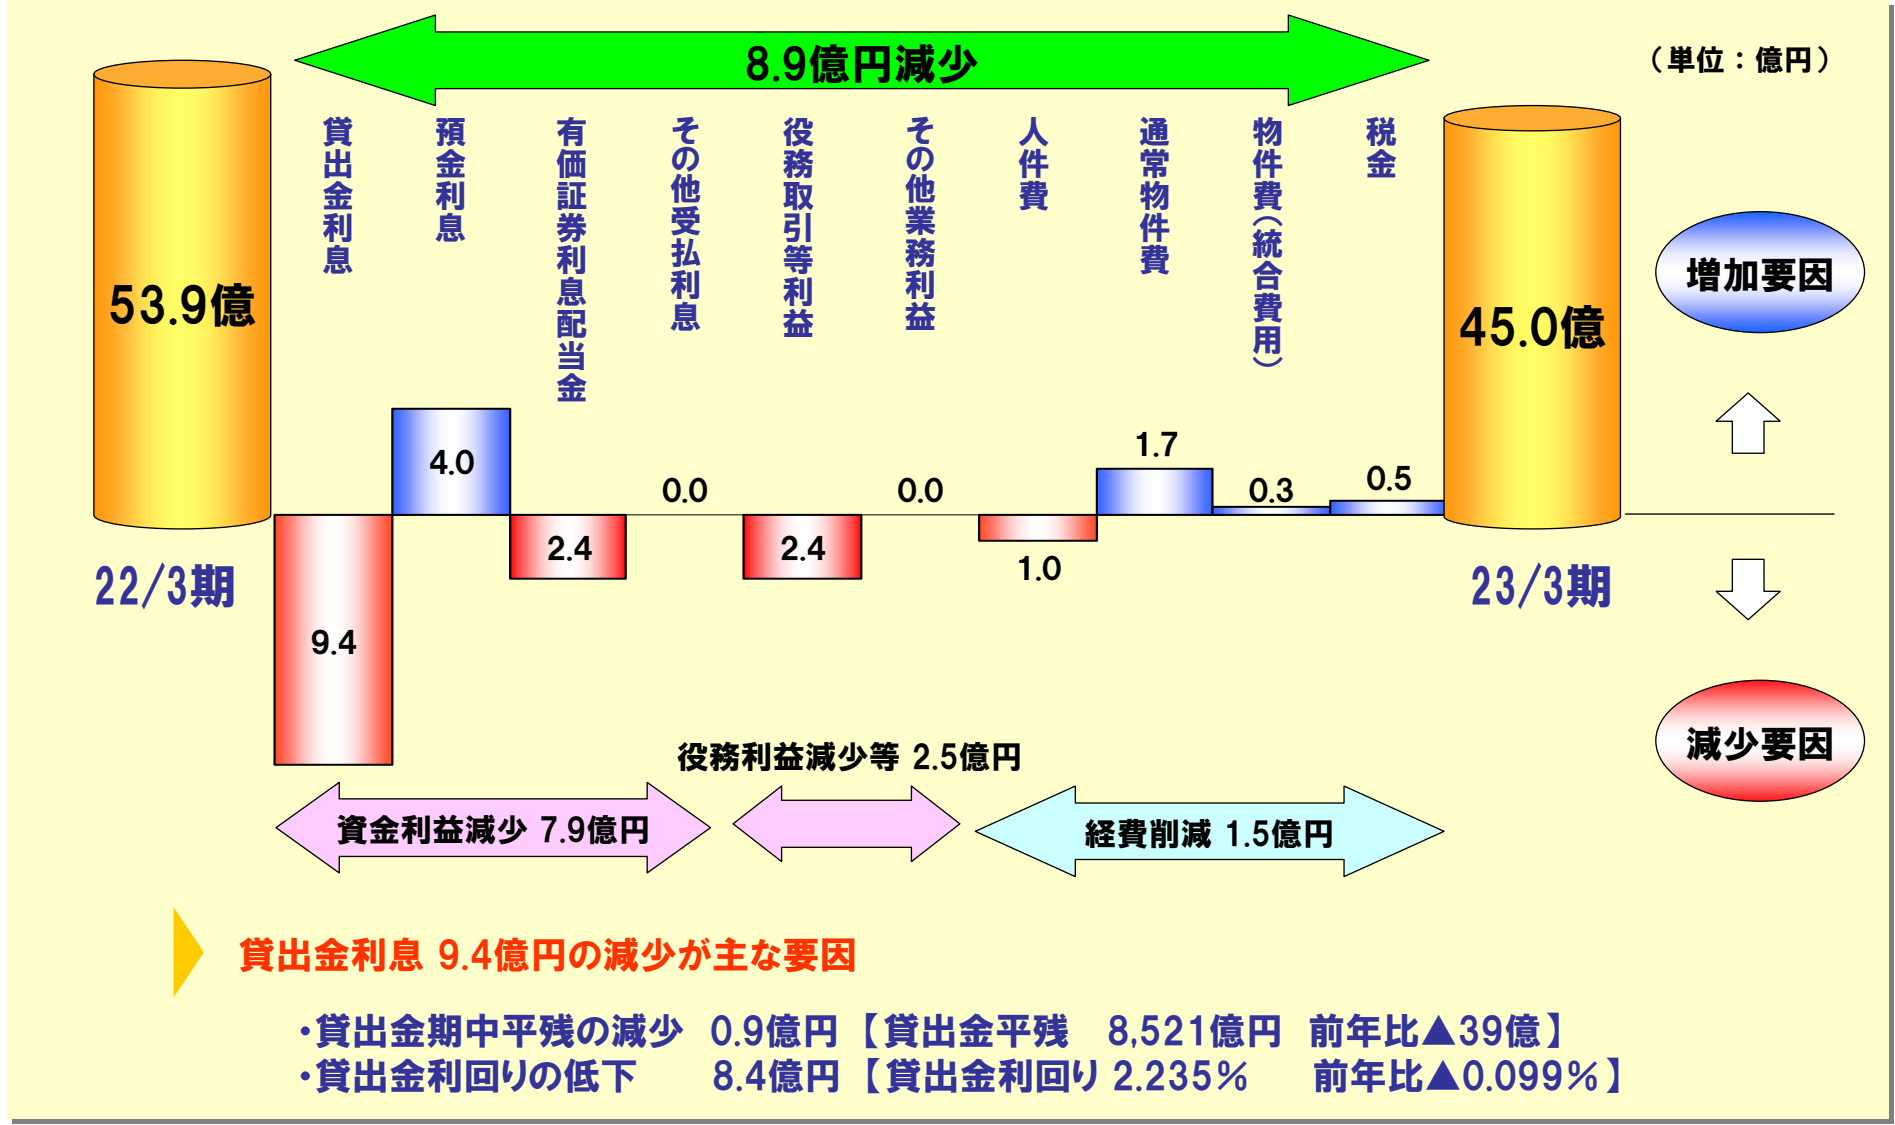 8.9億円減少
（単位：億円）
貸出金利息
預金利息
有価証券利息配当金
その他受払利息
役務取引等利益
その他業務利益
人件費
通常物件費
物件費（統合費用）
税金
53.9億
45.0億
増加要因
4.0
1.7
0.0
0.0
0.3
0.5
2.4
2.4
1.0
9.4
22/3期
23/3期
減少要因
役務利益減少等 2.5億円
資金利益減少 7.9億円
経費削減 1.5億円
貸出金利息 9.4億円の減少が主な要因
・貸出金期中平残の減少 0.9億円【貸出金平残 8,521億円 前年比▲39億】
・貸出金利回りの低下 8.4億円【貸出金利回り 2.235% 前年比▲0.099%】